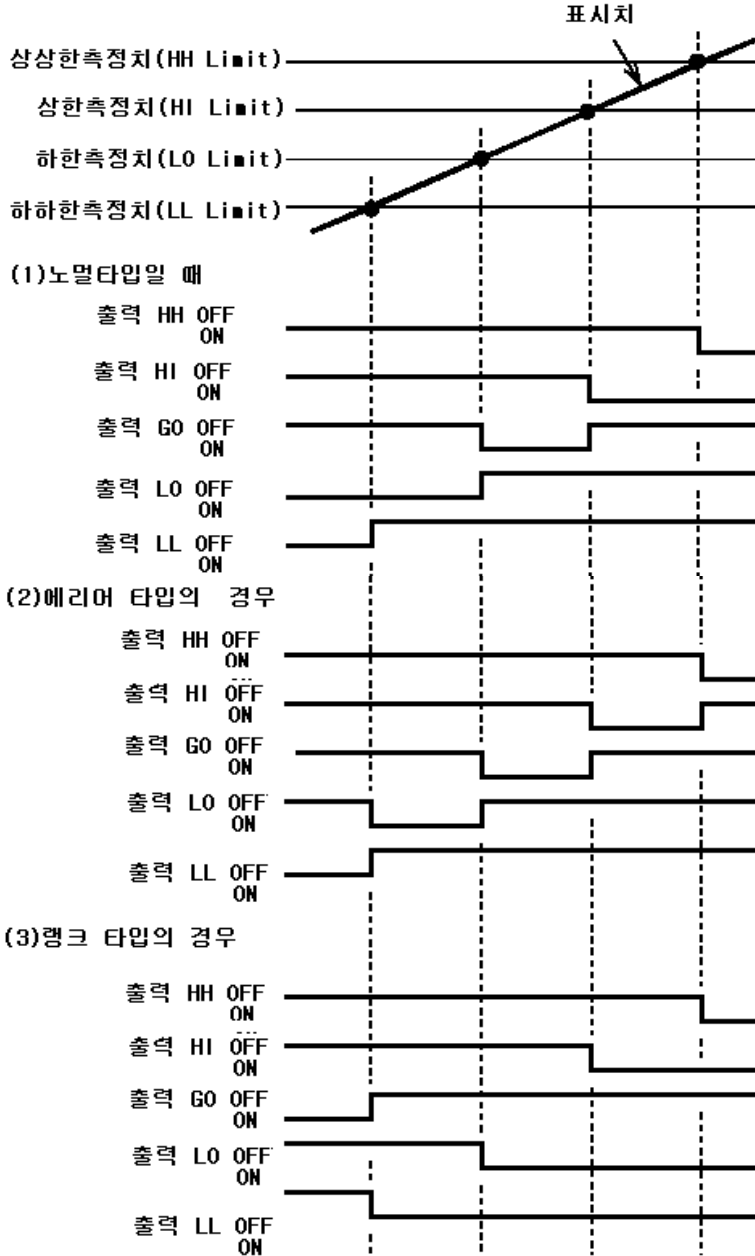 표시치
상상한측정치(HH Limit)
상한측정치(HI Limit)
하한측정치(LO Limit)
하하한측정치(LL Limit)
(1)노멀타입일 때
출력 HH OFF
ON
출력 HI OFF
ON
출력 GO OFF
ON
출력 LO OFF
ON
출력 LL OFF
ON
(2)에리어 타입의 경우
출력 HH OFF
ON
출력 HI OFF
ON
출력 GO OFF
ON
출력 LO OFF
ON
출력 LL OFF
ON
(3)랭크 타입의 경우
출력 HH OFF
ON
출력 HI OFF
ON
출력 GO OFF
ON
출력 LO OFF
ON
출력 LL OFF
ON